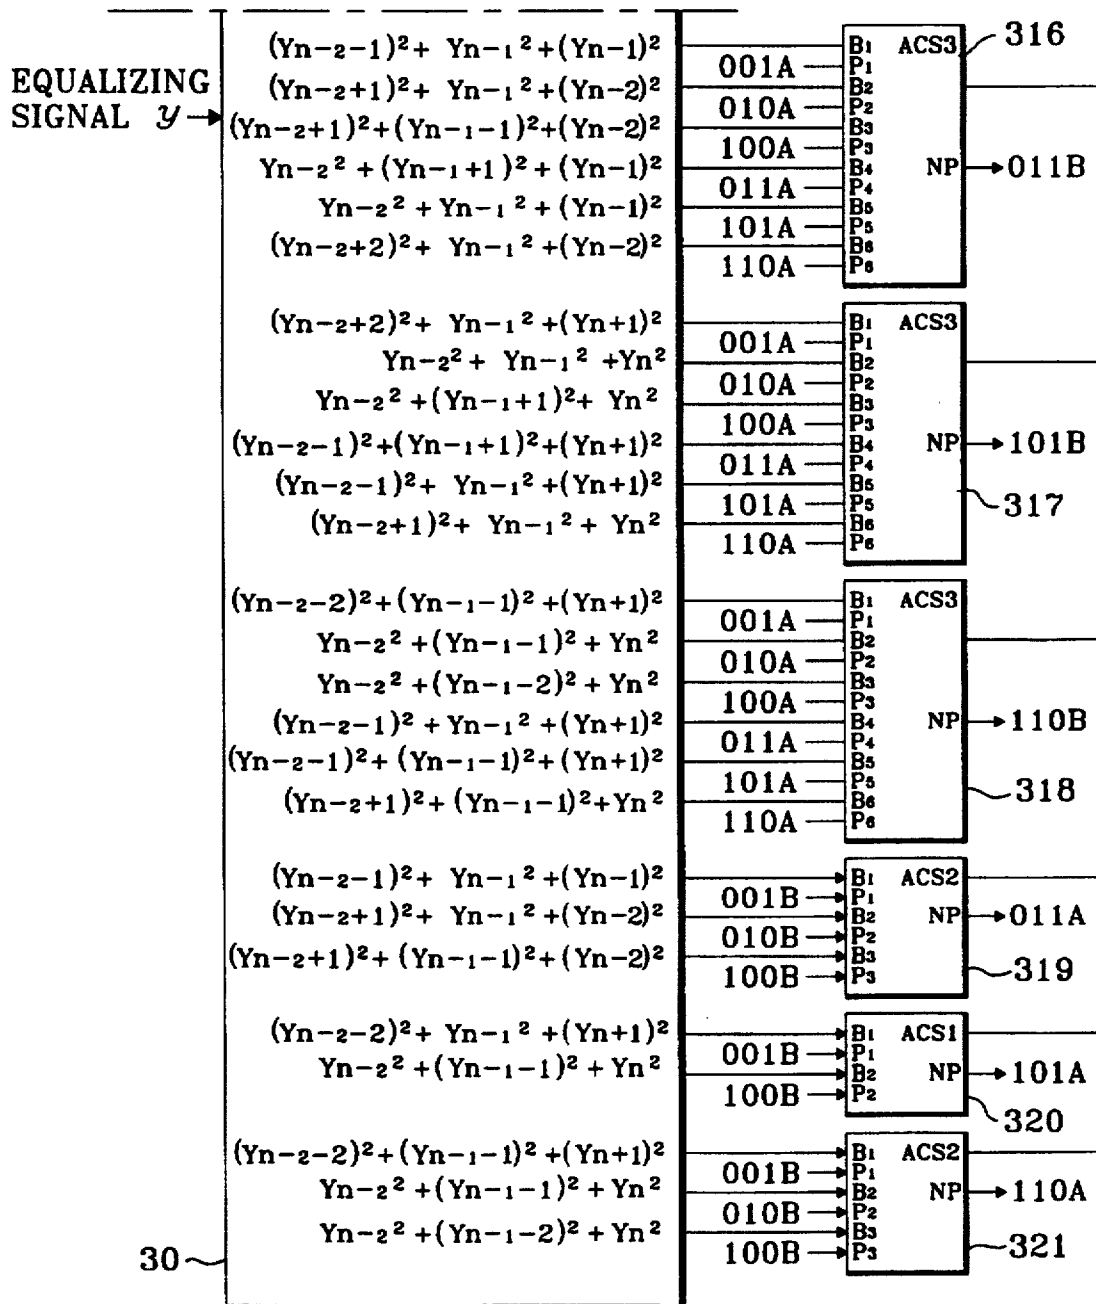 EQUALIZING
SIGNAL y
(Yn-2-1)² + Yn-1² + (Yn-1)²
(Yn-2+1)² + Yn-1² + (Yn-2)²
(Yn-2+1)² + (Yn-1-1)² + (Yn-2)²
Yn-2² + (Yn-1+1)² + (Yn-1)²
Yn-2² + Yn-1² + (Yn-1)²
(Yn-2+2)² + Yn-1² + (Yn-2)²
001A
010A
100A
011A
101A
110A
B1 ACS3
P1
B2
P2
B3
P3
B4 NP
P4
B5
P5
B6
P6
316
011B
(Yn-2+2)² + Yn-1² + (Yn+1)²
Yn-2² + Yn-1² + Yn²
Yn-2² + (Yn-1+1)² + Yn²
(Yn-2-1)² + (Yn-1+1)² + (Yn+1)²
(Yn-2-1)² + Yn-1² + (Yn+1)²
(Yn-2+1)² + Yn-1² + Yn²
001A
010A
100A
011A
101A
110A
B1 ACS3
P1
B2
P2
B3
P3
B4 NP
P4
B5
P5
B6
P6
101B
317
(Yn-2-2)² + (Yn-1-1)² + (Yn+1)²
Yn-2² + (Yn-1-1)² + Yn²
Yn-2² + (Yn-1-2)² + Yn²
(Yn-2-1)² + Yn-1² + (Yn+1)²
(Yn-2-1)² + (Yn-1-1)² + (Yn+1)²
(Yn-2+1)² + (Yn-1-1)² + Yn²
001A
010A
100A
011A
101A
110A
B1 ACS3
P1
B2
P2
B3
P3
B4 NP
P4
B5
P5
B6
P6
110B
318
(Yn-2-1)² + Yn-1² + (Yn-1)²
(Yn-2+1)² + Yn-1² + (Yn-2)²
(Yn-2+1)² + (Yn-1-1)² + (Yn-2)²
001B
010B
100B
B1 ACS2
P1
B2 NP
P2
B3
P3
011A
319
(Yn-2-2)² + Yn-1² + (Yn+1)²
Yn-2² + (Yn-1-1)² + Yn²
001B
100B
B1 ACS1
P1
B2 NP
P2
101A
320
(Yn-2-2)² + (Yn-1-1)² + (Yn+1)²
Yn-2² + (Yn-1-1)² + Yn²
Yn-2² + (Yn-1-2)² + Yn²
001B
010B
100B
B1 ACS2
P1
B2 NP
P2
B3
P3
110A
321
30